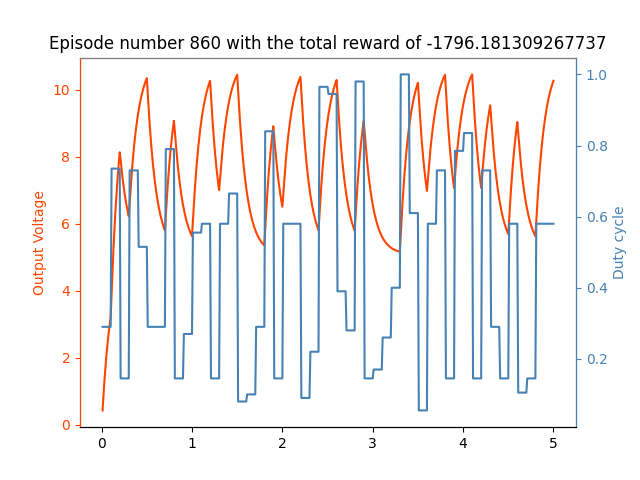 Episode number 860 with the total reward of -1796.181309267737
10
8
6
4
2
0
Output Voltage
1.0
0.8
0.6
0.4
0.2
Duty cycle
0 1 2 3 4 5